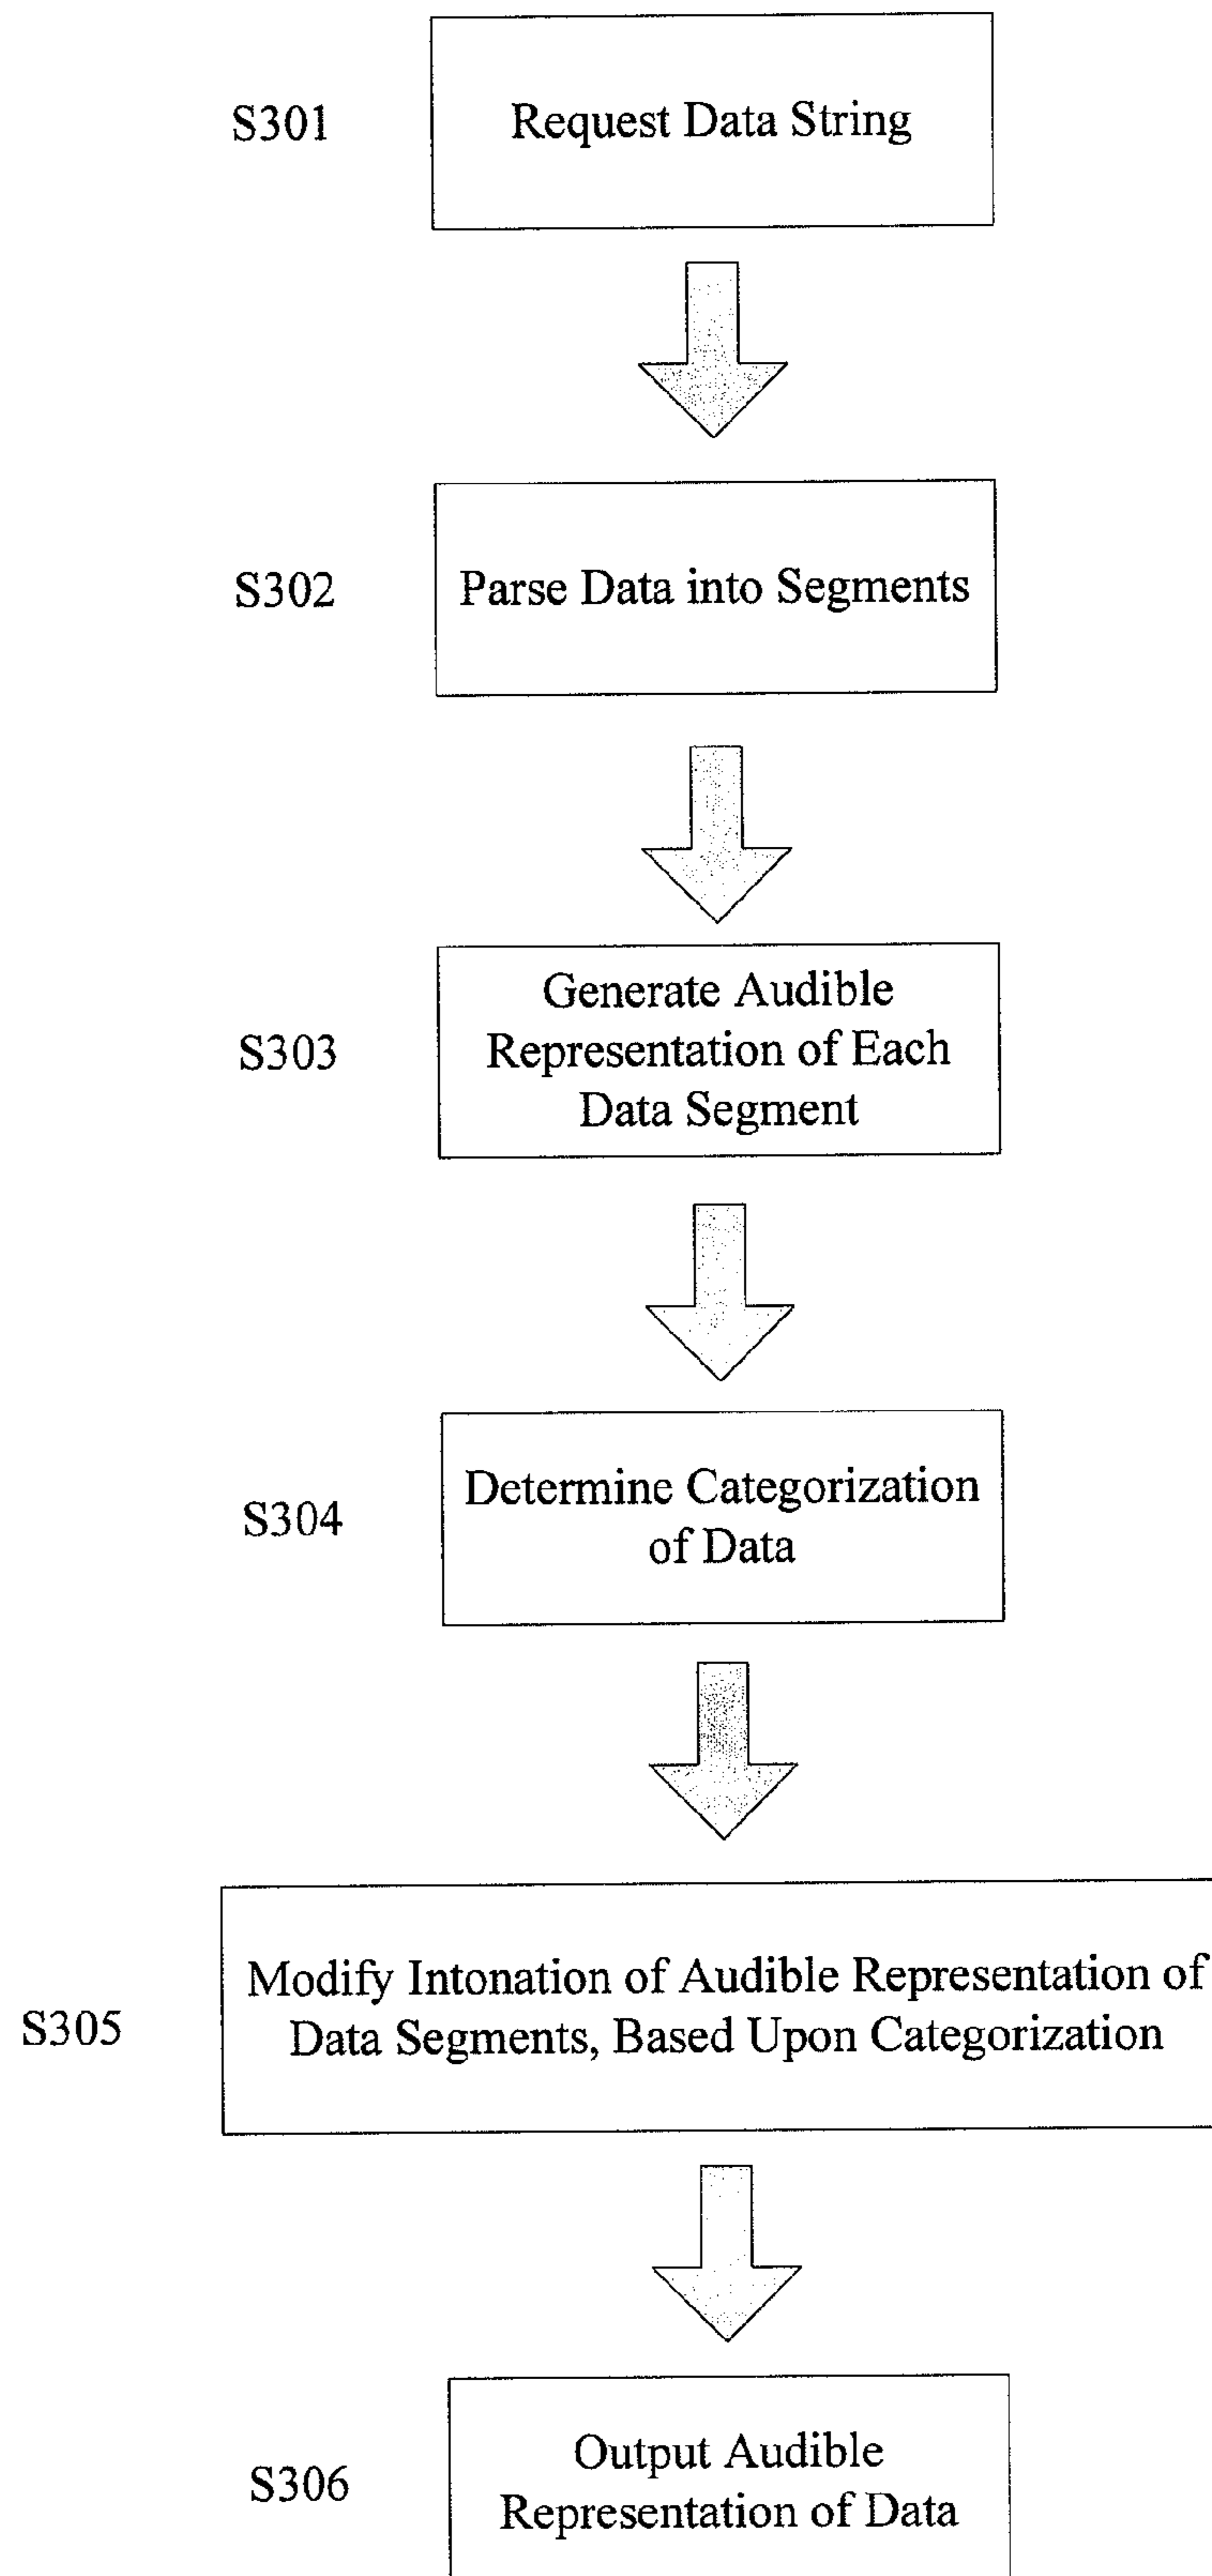 S301
Request Data String
S302
Parse Data into Segments
S303
Generate Audible
Representation of Each
Data Segment
S304
Determine Categorization
of Data
S305
Modify Intonation of Audible Representation of
Data Segments, Based Upon Categorization
S306
Output Audible
Representation of Data